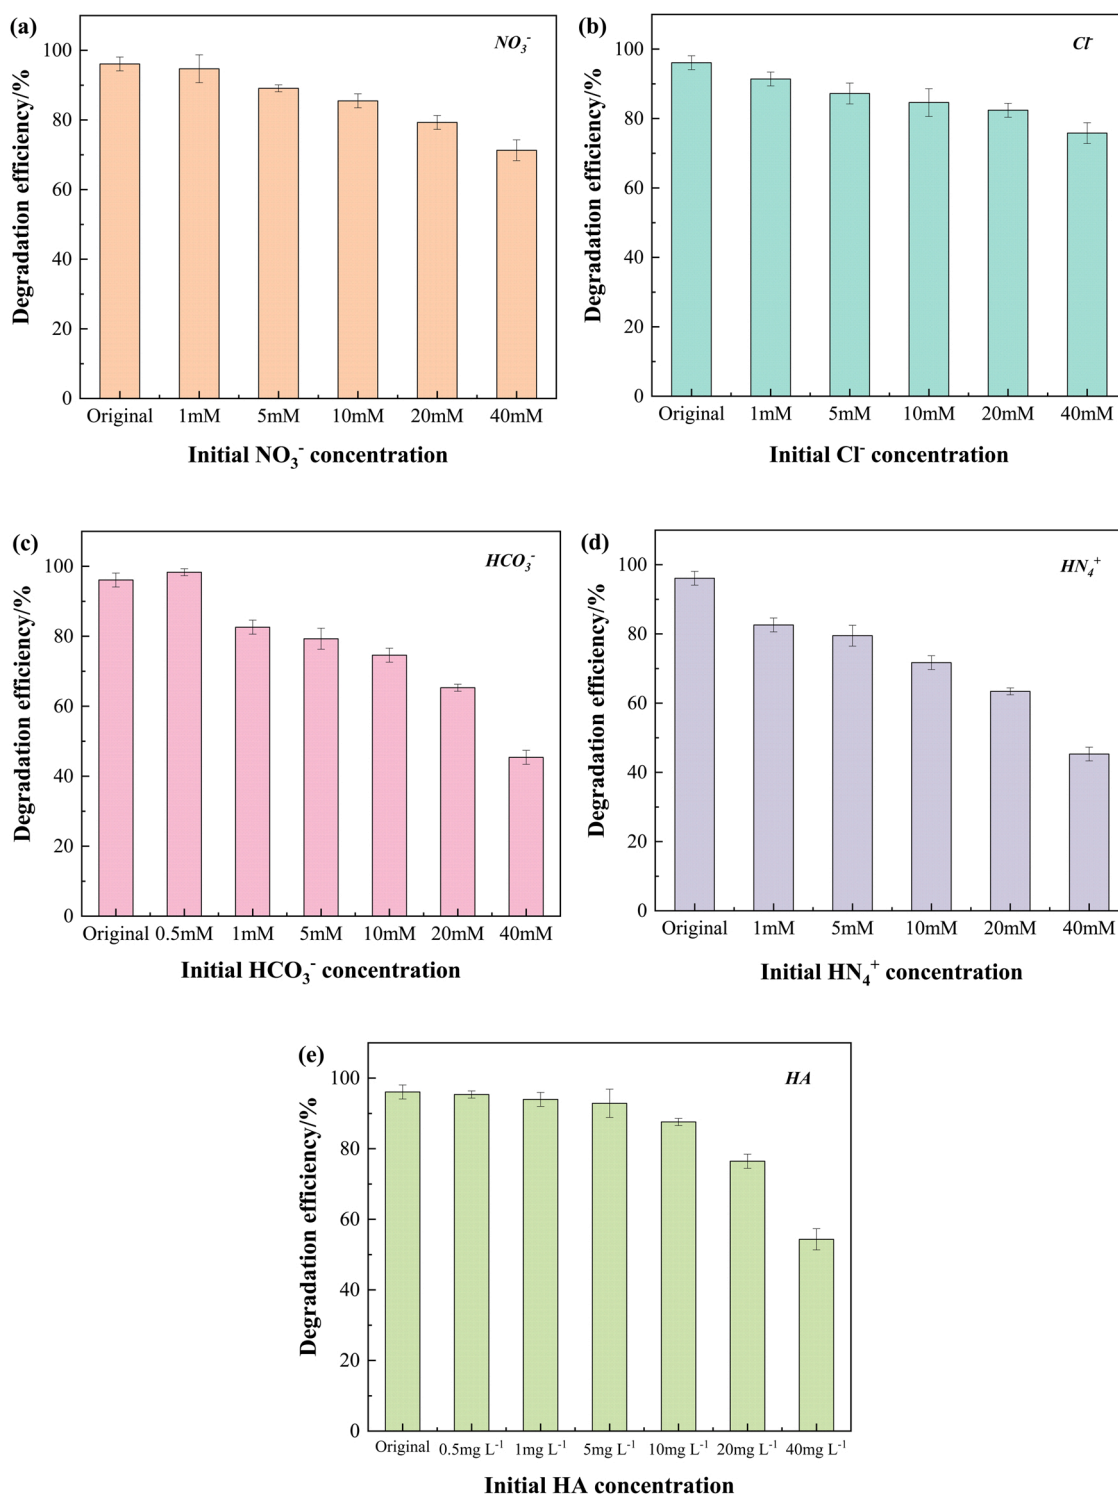 (a)
NO₃⁻
Degradation efficiency/%
100
80
60
40
20
0
Original 1mM 5mM 10mM 20mM 40mM
Initial NO₃⁻ concentration
(b)
Cl⁻
Degradation efficiency/%
100
80
60
40
20
0
Original 1mM 5mM 10mM 20mM 40mM
Initial Cl⁻ concentration
(c)
HCO₃⁻
Degradation efficiency/%
100
80
60
40
20
0
Original 0.5mM 1mM 5mM 10mM 20mM 40mM
Initial HCO₃⁻ concentration
(d)
HN₄⁺
Degradation efficiency/%
100
80
60
40
20
0
Original 1mM 5mM 10mM 20mM 40mM
Initial HN₄⁺ concentration
(e)
HA
Degradation efficiency/%
100
80
60
40
20
0
Original 0.5mg L⁻¹ 1mg L⁻¹ 5mg L⁻¹ 10mg L⁻¹ 20mg L⁻¹ 40mg L⁻¹
Initial HA concentration